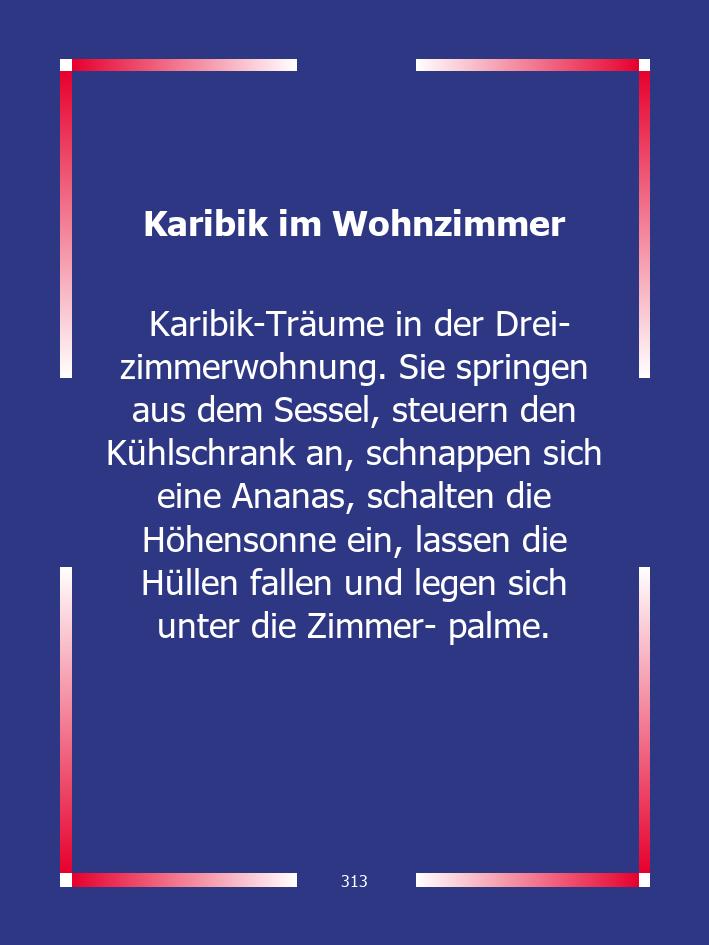 Karibik im Wohnzimmer
Karibik-Träume in der Drei-
zimmerwohnung. Sie springen
aus dem Sessel, steuern den
Kühlschrank an, schnappen sich
eine Ananas, schalten die
Höhensonne ein, lassen die
Hüllen fallen und legen sich
unter die Zimmer- palme.
313